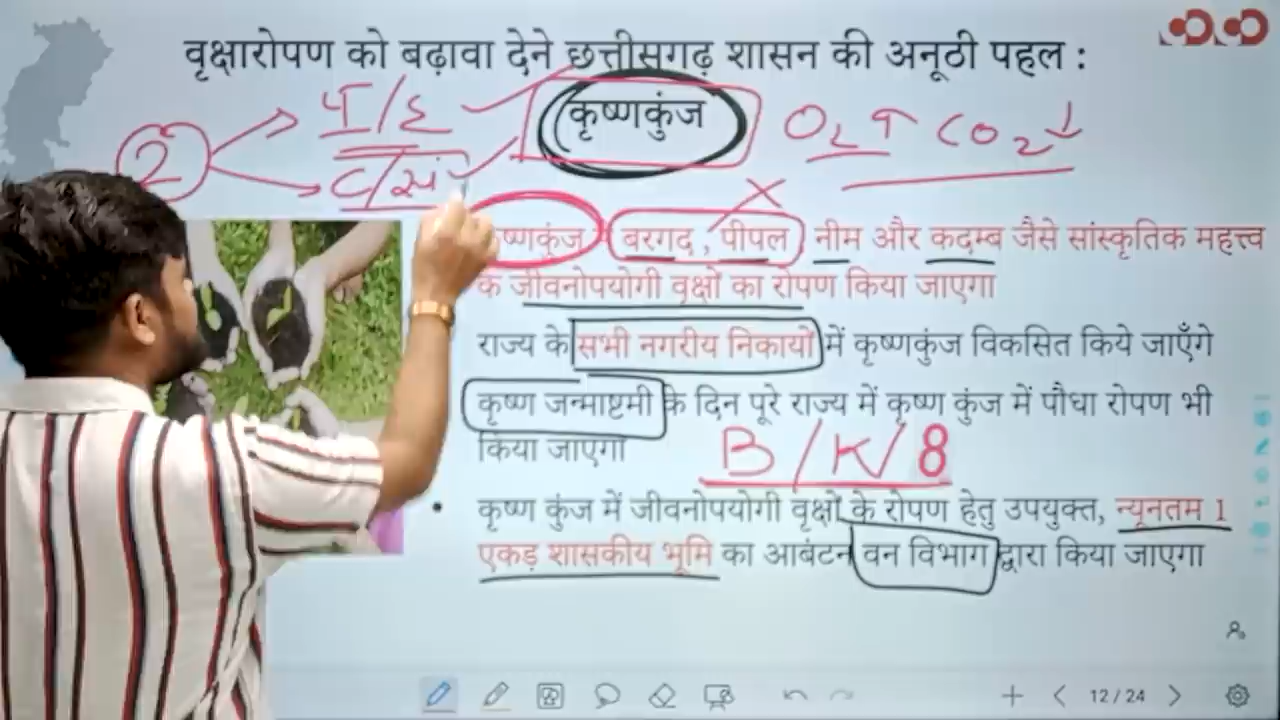 वृक्षारोपण को बढ़ावा देने छत्तीसगढ़ शासन की अनूठी पहल :
कृष्णकुंज
O₂ ↑ CO₂ ↓
2
बरगद, पीपल नीम और कदम्ब जैसे सांस्कृतिक महत्त्व
के जीवनोपयोगी वृक्षों का रोपण किया जाएगा
राज्य के सभी नगरीय निकायों में कृष्णकुंज विकसित किये जाएँगे
कृष्ण जन्माष्टमी के दिन पूरे राज्य में कृष्ण कुंज में पौधा रोपण भी
किया जाएगा
B/K/8
• कृष्ण कुंज में जीवनोपयोगी वृक्षों के रोपण हेतु उपयुक्त, न्यूनतम 1
एकड़ शासकीय भूमि का आबंटन वन विभाग द्वारा किया जाएगा
12/24